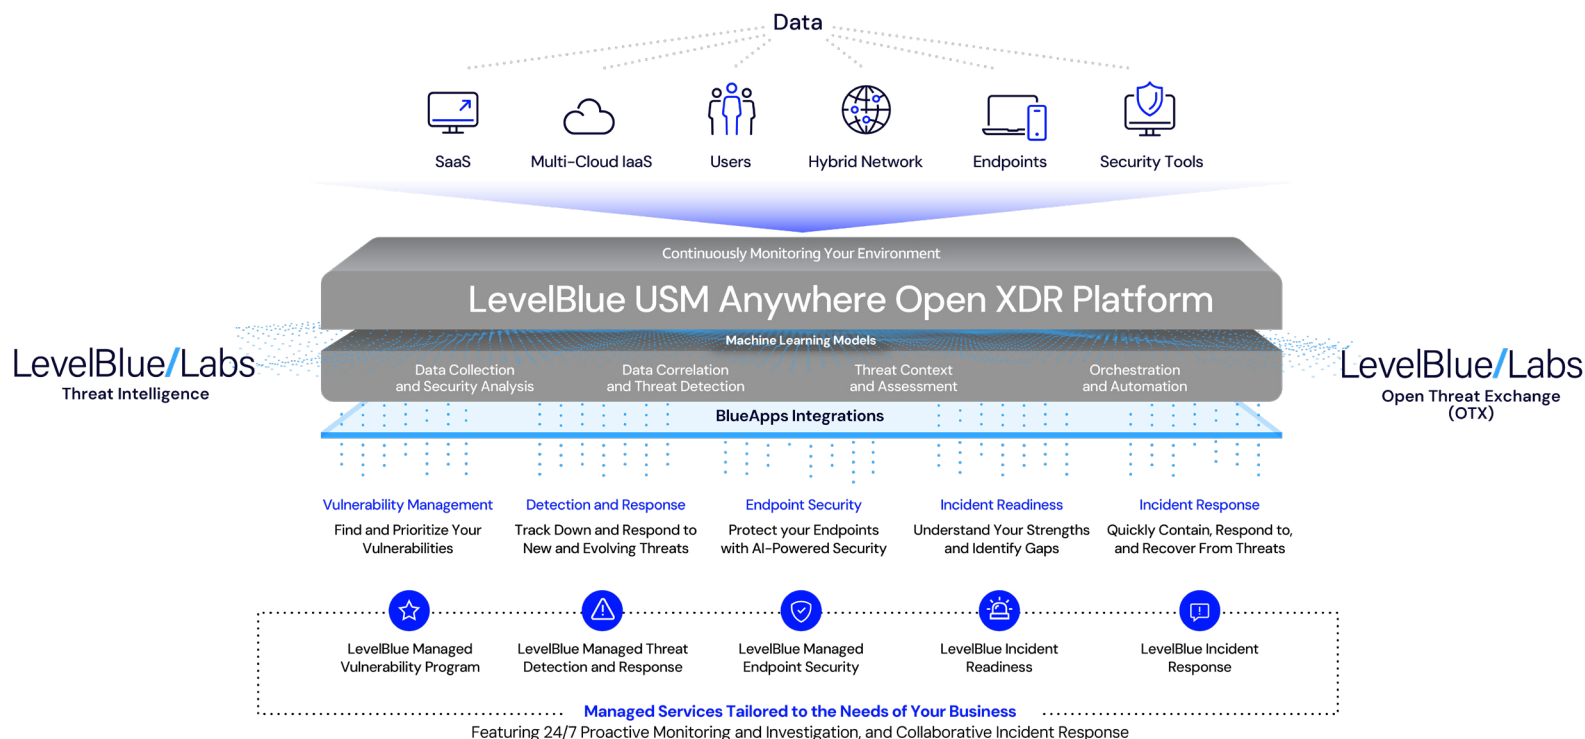 Data
SaaS
Multi-Cloud IaaS
Users
Hybrid Network
Endpoints
Security Tools
Continuously Monitoring Your Environment
LevelBlue USM Anywhere Open XDR Platform
Machine Learning Models
Data Collection
and Security Analysis
Data Correlation
and Threat Detection
Threat Context
and Assessment
Orchestration
and Automation
BlueApps Integrations
LevelBlue/Labs
Threat Intelligence
LevelBlue/Labs
Open Threat Exchange
(OTX)
Vulnerability Management
Find and Prioritize Your
Vulnerabilities
Detection and Response
Track Down and Respond to
New and Evolving Threats
Endpoint Security
Protect your Endpoints
with AI-Powered Security
Incident Readiness
Understand Your Strengths
and Identify Gaps
Incident Response
Quickly Contain, Respond to,
and Recover From Threats
LevelBlue Managed
Vulnerability Program
LevelBlue Managed Threat
Detection and Response
LevelBlue Managed
Endpoint Security
LevelBlue Incident
Readiness
LevelBlue Incident
Response
Managed Services Tailored to the Needs of Your Business
Featuring 24/7 Proactive Monitoring and Investigation, and Collaborative Incident Response